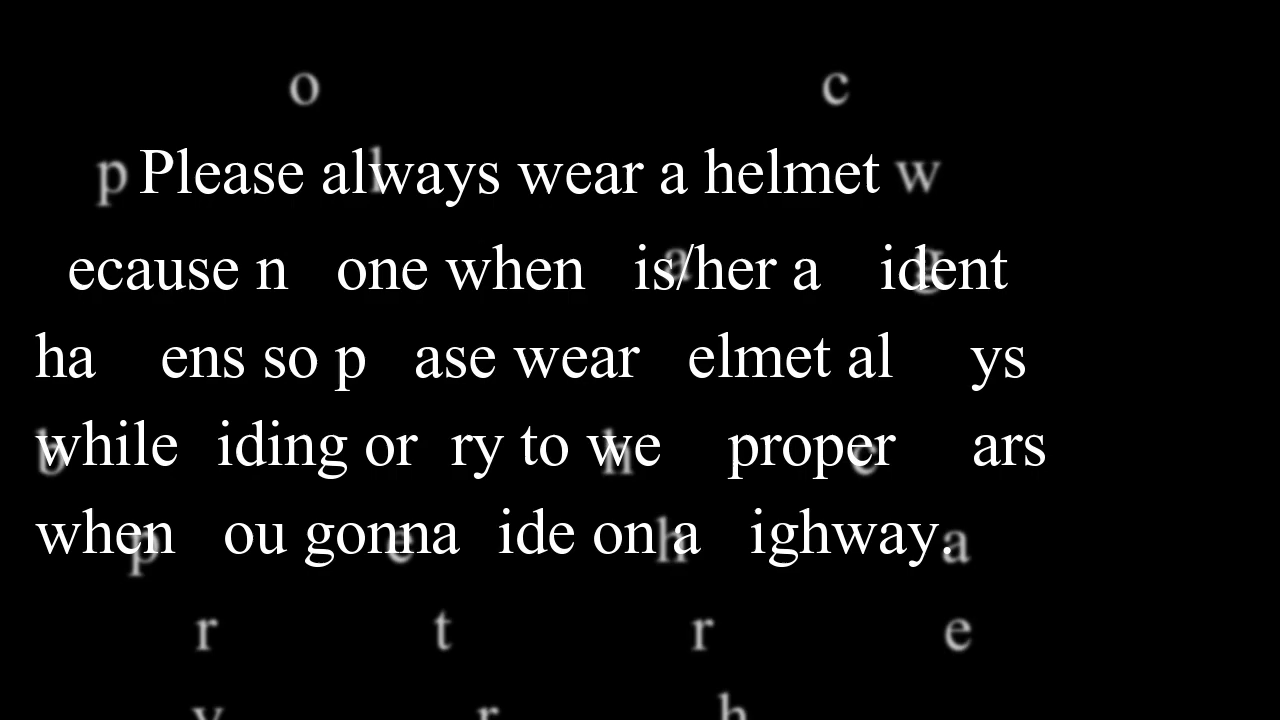 o c
p Please always wear a helmet l w
ecause n one when is/her a ident a g
ha ens so p ase wear elmet al ys
while iding or ry to we proper ars b h c
when ou gonna ide on a ighway. p e h a
r t r e
y r h